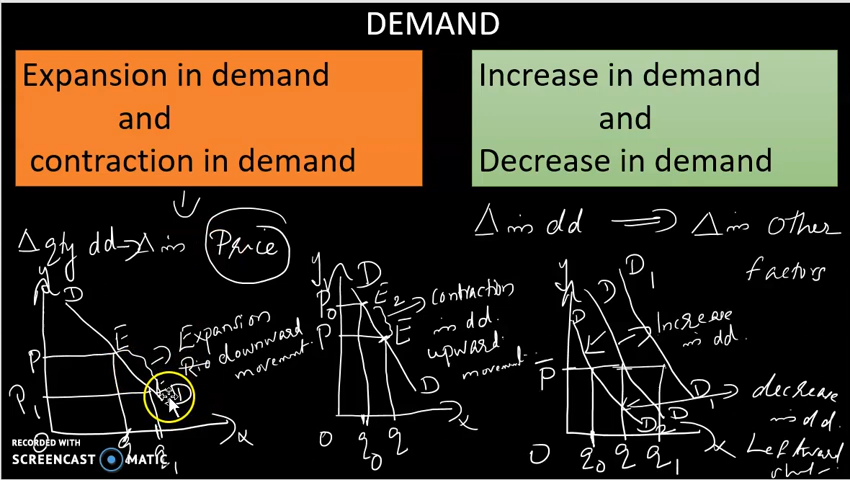 DEMAND
Expansion in demand
and
contraction in demand
Increase in demand
and
Decrease in demand
Δ qty dd → Δ in Price
Δ in dd ⟹ Δ in other
factors
y
P
D
E
P
P1
D
O
q
q1
x
Expansion
downward
movement
y
D
P0
E2
P
E
D
O
q0
q
x
contraction
in dd.
upward
movement
y
P
D
D
D1
P
D1
D
D2
O
q0
q
q1
x
Increase
in dd.
decrease
in dd.
Leftward
RECORDED WITH
SCREENCAST MATIC